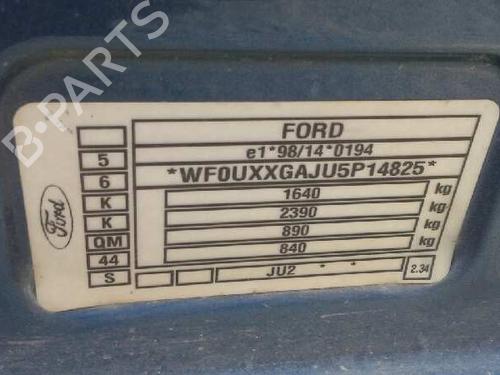 B-PARTS
FORD
e1*98/14*0194
*WF0UXXGAJU5P14825*
1640 kg
2390 kg
890 kg
840 kg
JU2 * *
2.34
5
6
K
K
QM
44
S
Ford